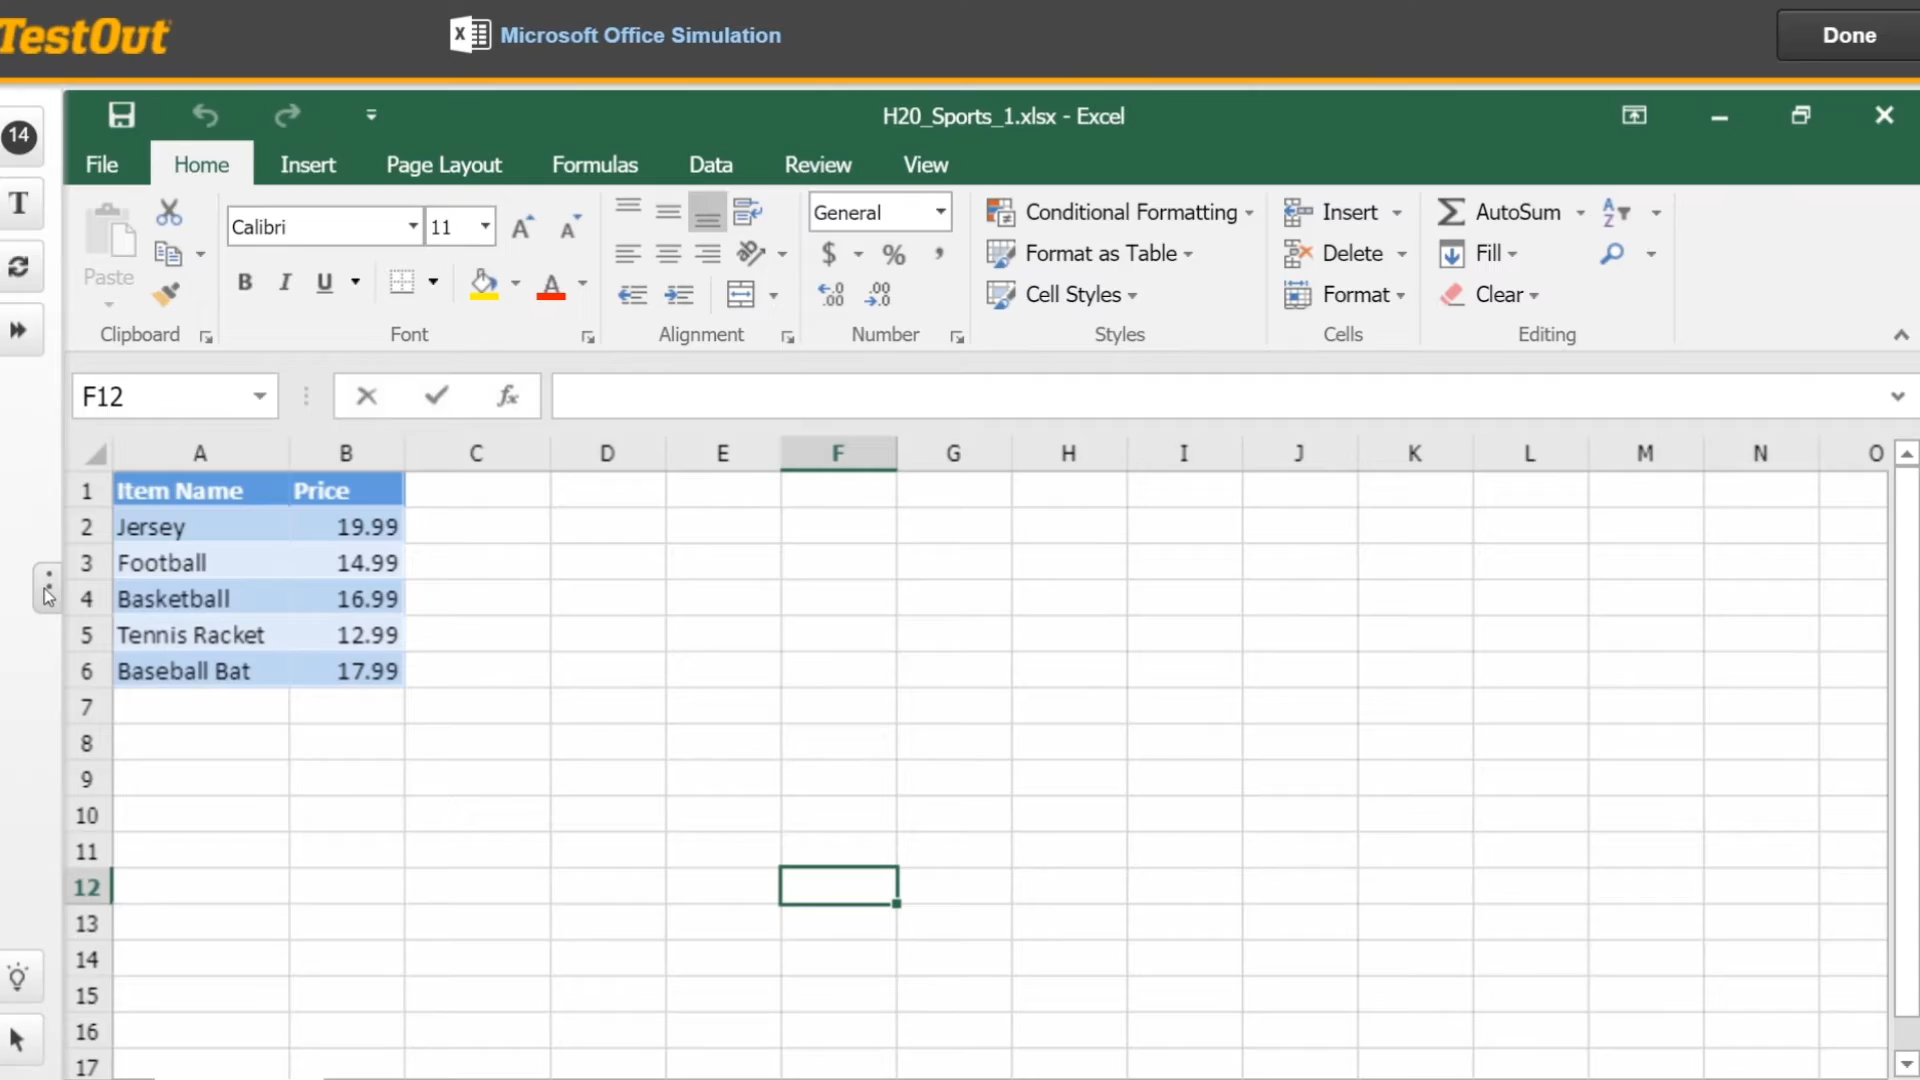 TestOut
Microsoft Office Simulation
Done
H20_Sports_1.xlsx - Excel
14
File Home Insert Page Layout Formulas Data Review View
T
Paste
Calibri 11
General
Conditional Formatting
Insert
AutoSum
Format as Table
Delete
Fill
B I U
A
$ % ,
Cell Styles
Format
Clear
Clipboard Font Alignment Number Styles Cells Editing
F12 fx
A B C D E F G H I J K L M N O
1 Item Name Price
2 Jersey 19.99
3 Football 14.99
4 Basketball 16.99
5 Tennis Racket 12.99
6 Baseball Bat 17.99
7
8
9
10
11
12
13
14
15
16
17